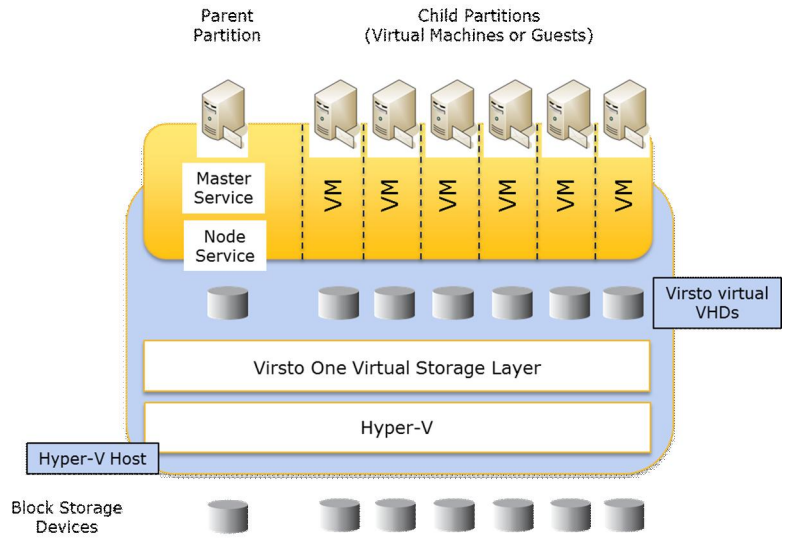 Parent
Partition
Child Partitions
(Virtual Machines or Guests)
Master
Service
Node
Service
VM
VM
VM
VM
VM
VM
Virsto virtual
VHDs
Virsto One Virtual Storage Layer
Hyper-V
Hyper-V Host
Block Storage
Devices